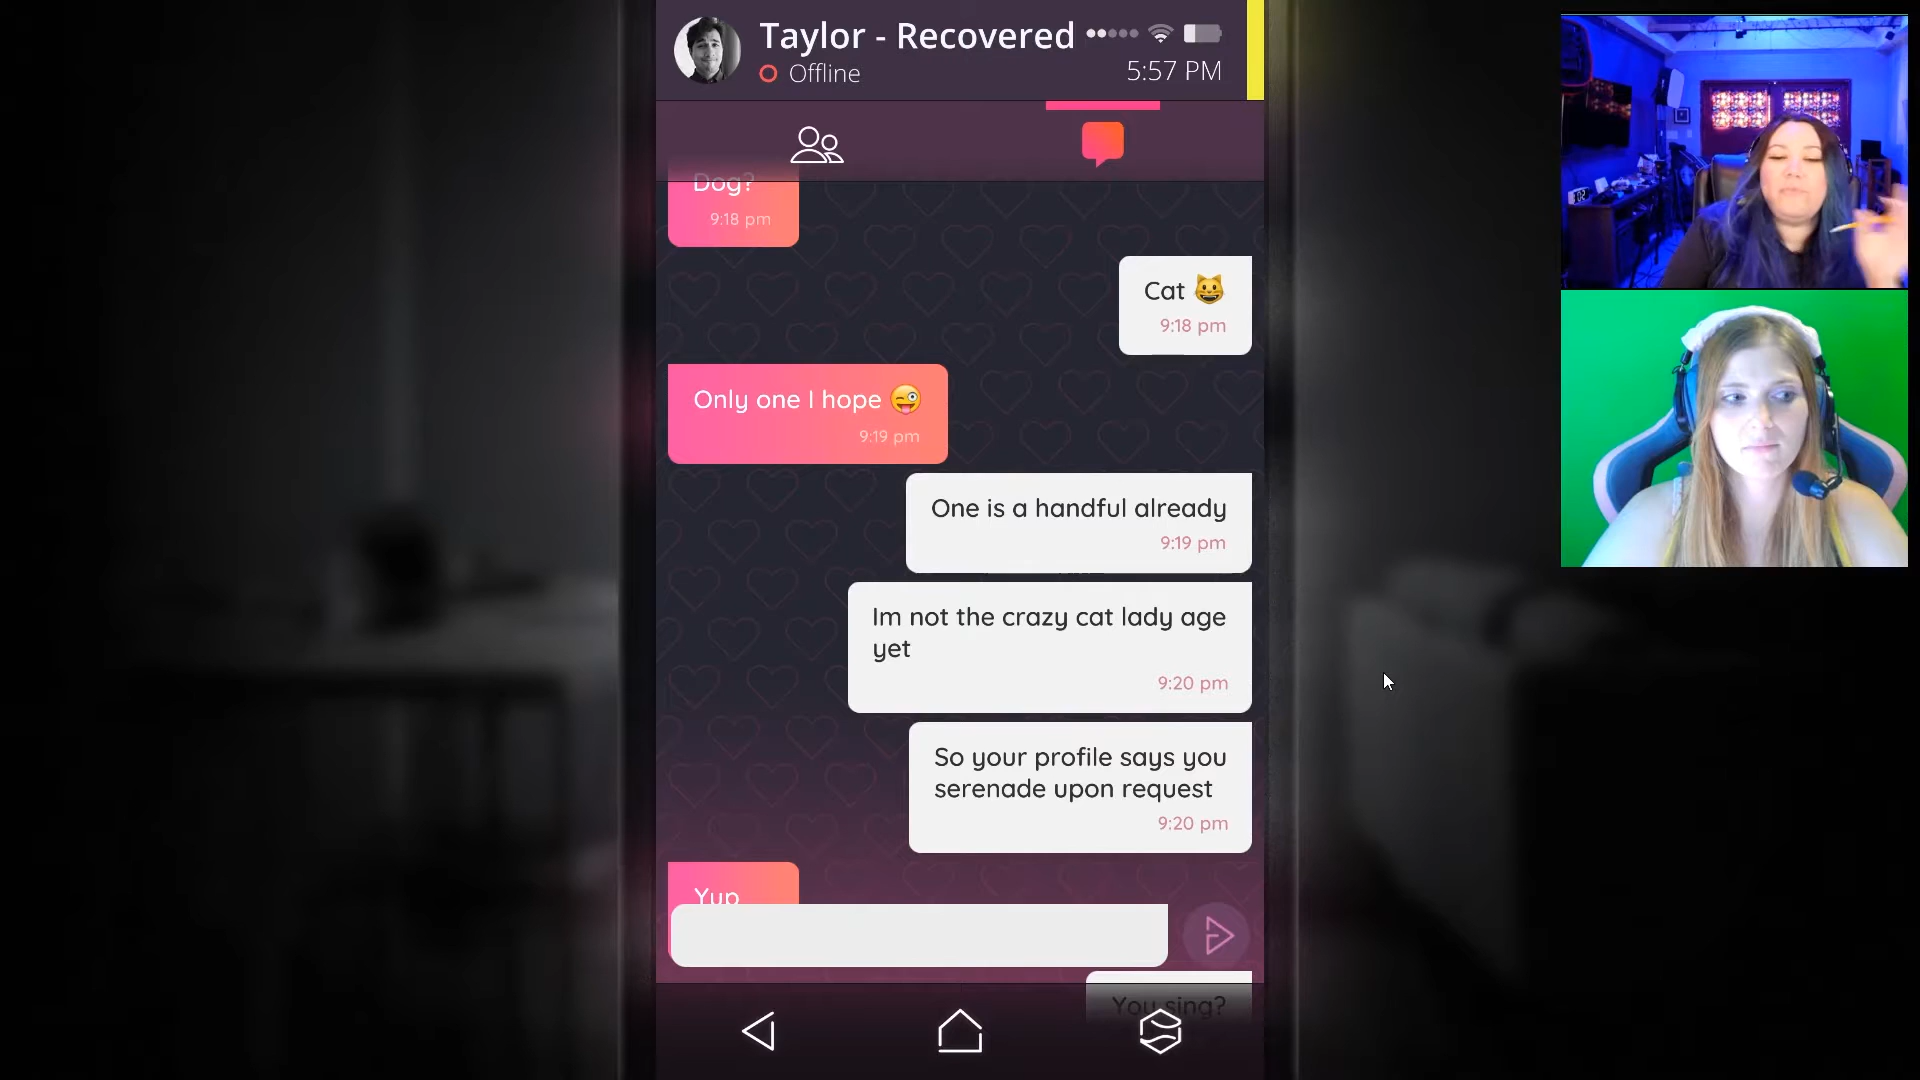 Taylor - Recovered
Offline
5:57 PM
Dog?
9:18 pm
Cat
9:18 pm
Only one I hope
9:19 pm
One is a handful already
9:19 pm
Im not the crazy cat lady age
yet
9:20 pm
So your profile says you
serenade upon request
9:20 pm
Yup
You sing?